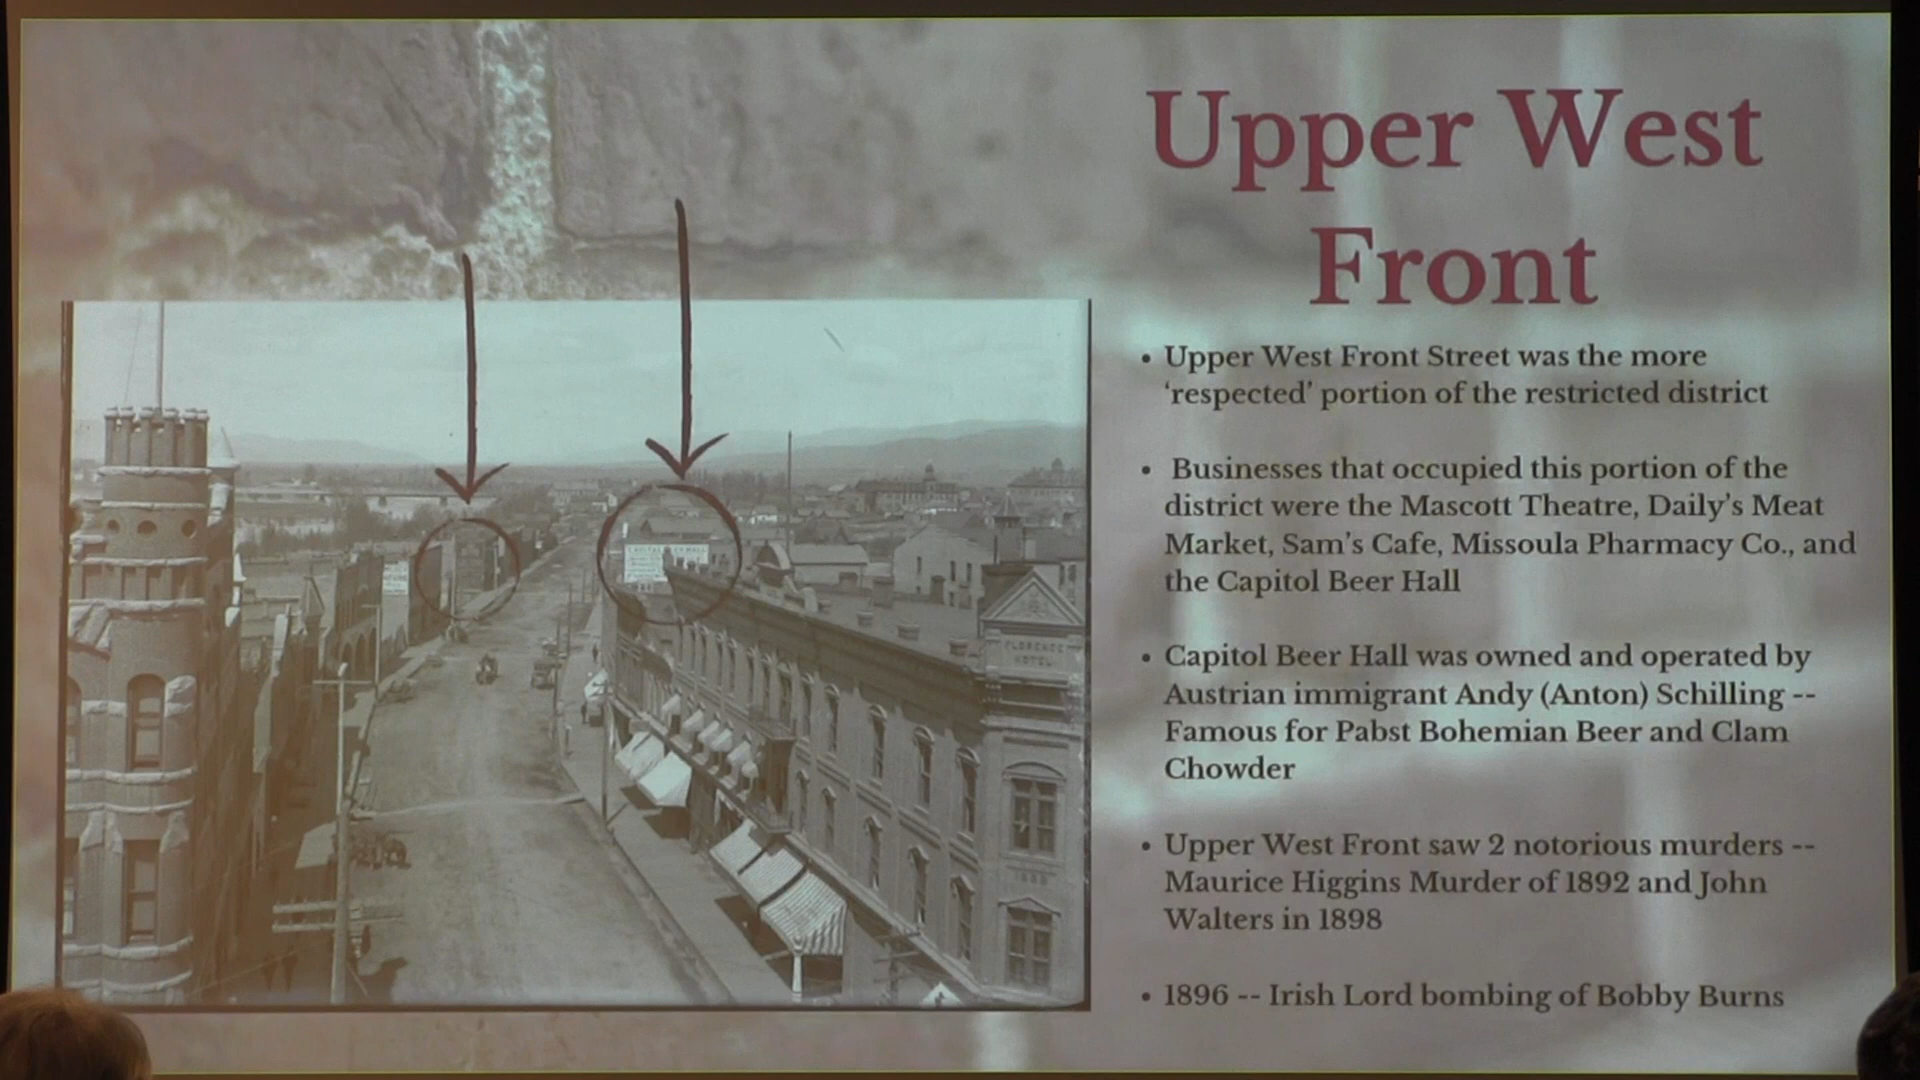 Upper West
Front
• Upper West Front Street was the more
‘respected’ portion of the restricted district
• Businesses that occupied this portion of the
district were the Mascott Theatre, Daily's Meat
Market, Sam's Cafe, Missoula Pharmacy Co., and
the Capitol Beer Hall
• Capitol Beer Hall was owned and operated by
Austrian immigrant Andy (Anton) Schilling --
Famous for Pabst Bohemian Beer and Clam
Chowder
• Upper West Front saw 2 notorious murders --
Maurice Higgins Murder of 1892 and John
Walters in 1898
• 1896 -- Irish Lord bombing of Bobby Burns
FLORENCE
HOTEL